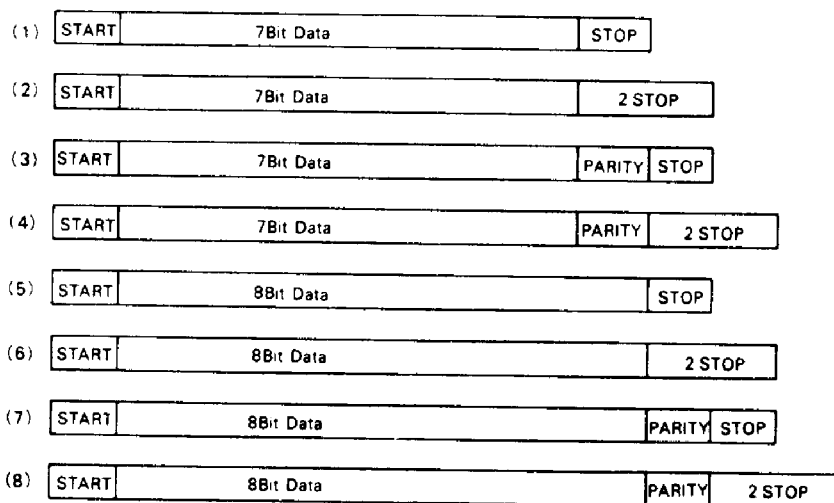 (1) START 7Bit Data STOP
(2) START 7Bit Data 2 STOP
(3) START 7Bit Data PARITY STOP
(4) START 7Bit Data PARITY 2 STOP
(5) START 8Bit Data STOP
(6) START 8Bit Data 2 STOP
(7) START 8Bit Data PARITY STOP
(8) START 8Bit Data PARITY 2 STOP